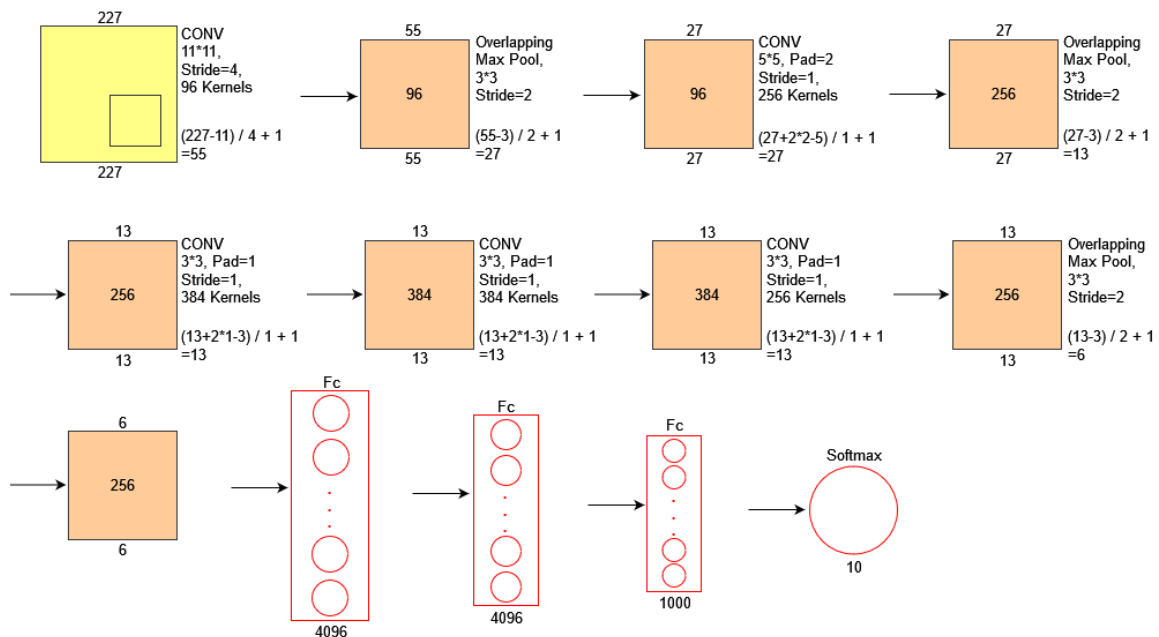 227
CONV
11*11,
Stride=4,
96 Kernels
(227-11) / 4 + 1
=55
227
55
Overlapping
Max Pool,
3*3
Stride=2
96
(55-3) / 2 + 1
=27
55
27
CONV
5*5, Pad=2
Stride=1,
256 Kernels
96
(27+2*2-5) / 1 + 1
=27
27
27
Overlapping
Max Pool,
3*3
Stride=2
256
(27-3) / 2 + 1
=13
27
13
CONV
3*3, Pad=1
Stride=1,
384 Kernels
256
(13+2*1-3) / 1 + 1
=13
13
13
CONV
3*3, Pad=1
Stride=1,
384 Kernels
384
(13+2*1-3) / 1 + 1
=13
13
13
CONV
3*3, Pad=1
Stride=1,
256 Kernels
384
(13+2*1-3) / 1 + 1
=13
13
13
Overlapping
Max Pool,
3*3
Stride=2
256
(13-3) / 2 + 1
=6
13
6
256
6
Fc
4096
Fc
4096
Fc
1000
Softmax
10